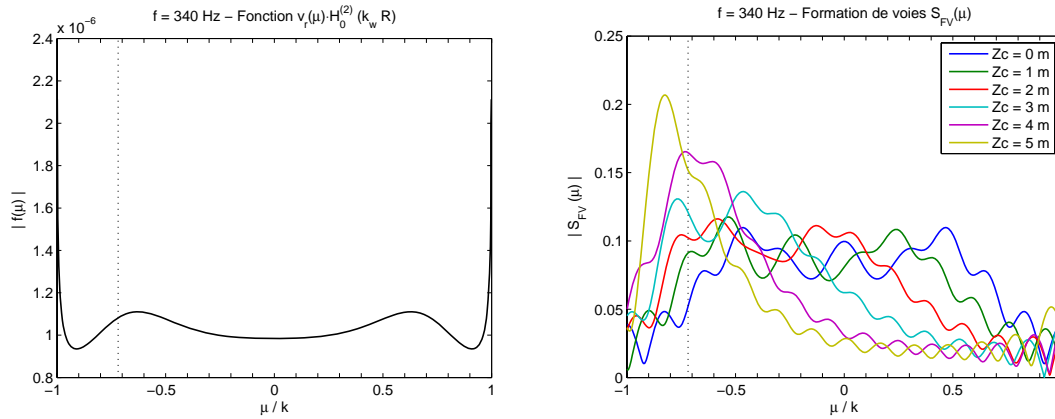 f = 340 Hz − Fonction v_r(μ)·H_0^(2) (k_w R)
x 10^−6
2.4
2.2
2
1.8
1.6
1.4
1.2
1
0.8
| f(μ) |
−1
−0.5
0
0.5
1
μ / k
f = 340 Hz − Formation de voies S_FV(μ)
0.25
0.2
0.15
0.1
0.05
0
| S_FV (μ) |
−1
−0.5
0
0.5
μ / k
Zc = 0 m
Zc = 1 m
Zc = 2 m
Zc = 3 m
Zc = 4 m
Zc = 5 m